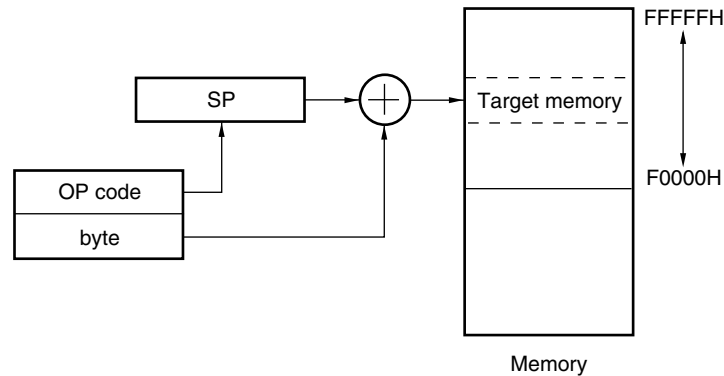 FFFFFH
SP
Target memory
OP code
F0000H
byte
Memory